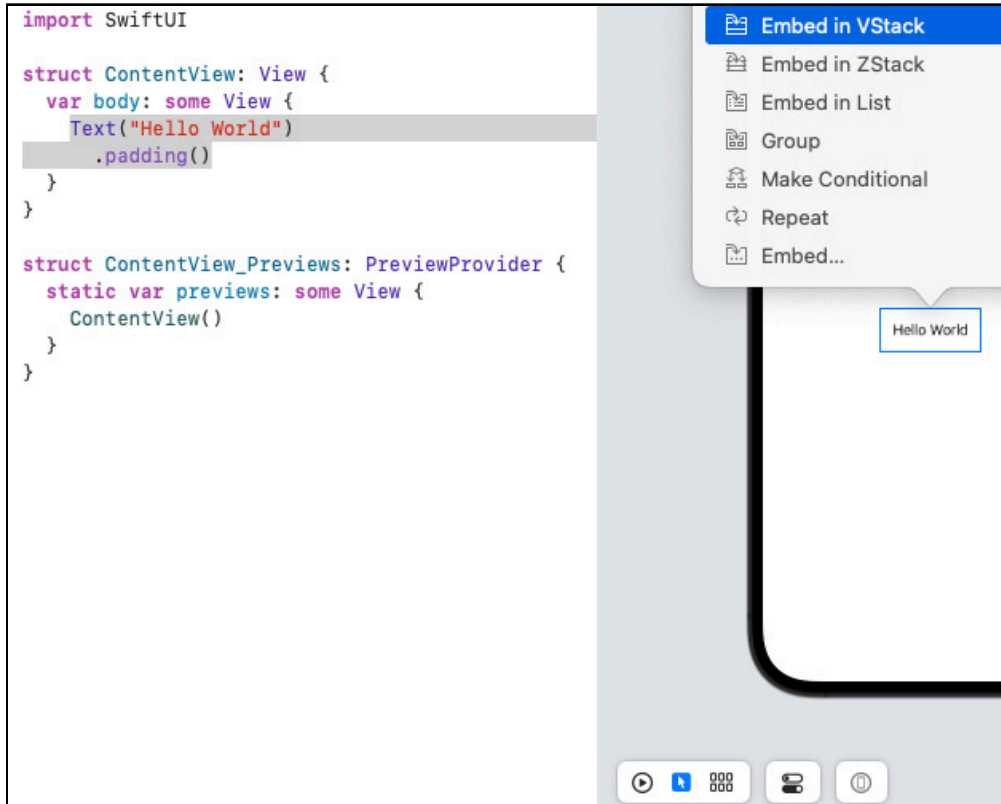 import SwiftUI
struct ContentView: View {
var body: some View {
Text("Hello World")
.padding()
}
}
struct ContentView_Previews: PreviewProvider {
static var previews: some View {
ContentView()
}
}
Embed in VStack
Embed in ZStack
Embed in List
Group
Make Conditional
Repeat
Embed...
Hello World